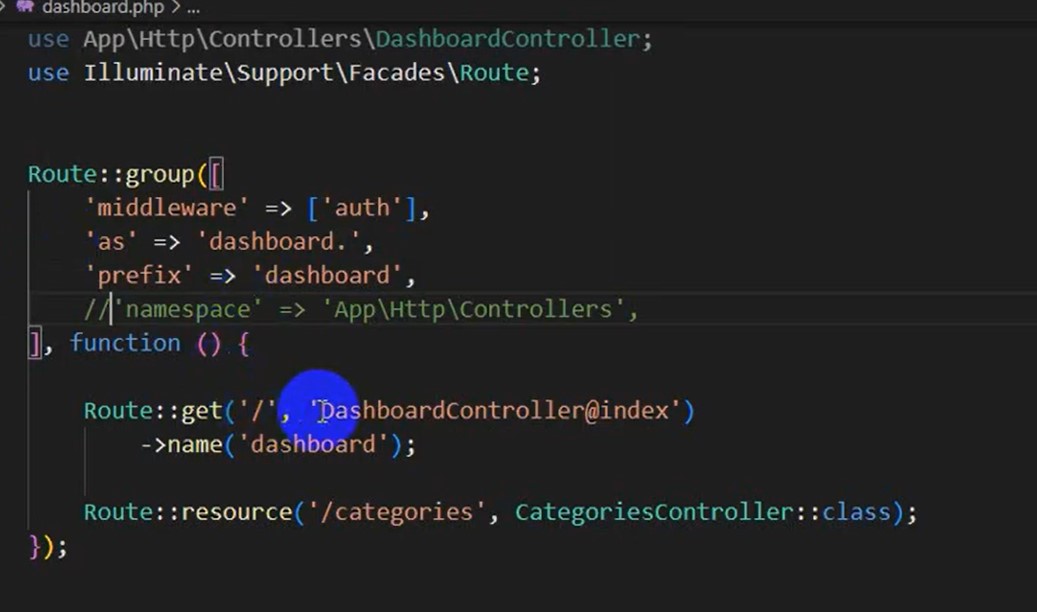 dashboard.php > ...
use App\Http\Controllers\DashboardController;
use Illuminate\Support\Facades\Route;
Route::group([
'middleware' => ['auth'],
'as' => 'dashboard.',
'prefix' => 'dashboard',
//'namespace' => 'App\Http\Controllers',
], function () {
Route::get('/', 'DashboardController@index')
->name('dashboard');
Route::resource('/categories', CategoriesController::class);
});